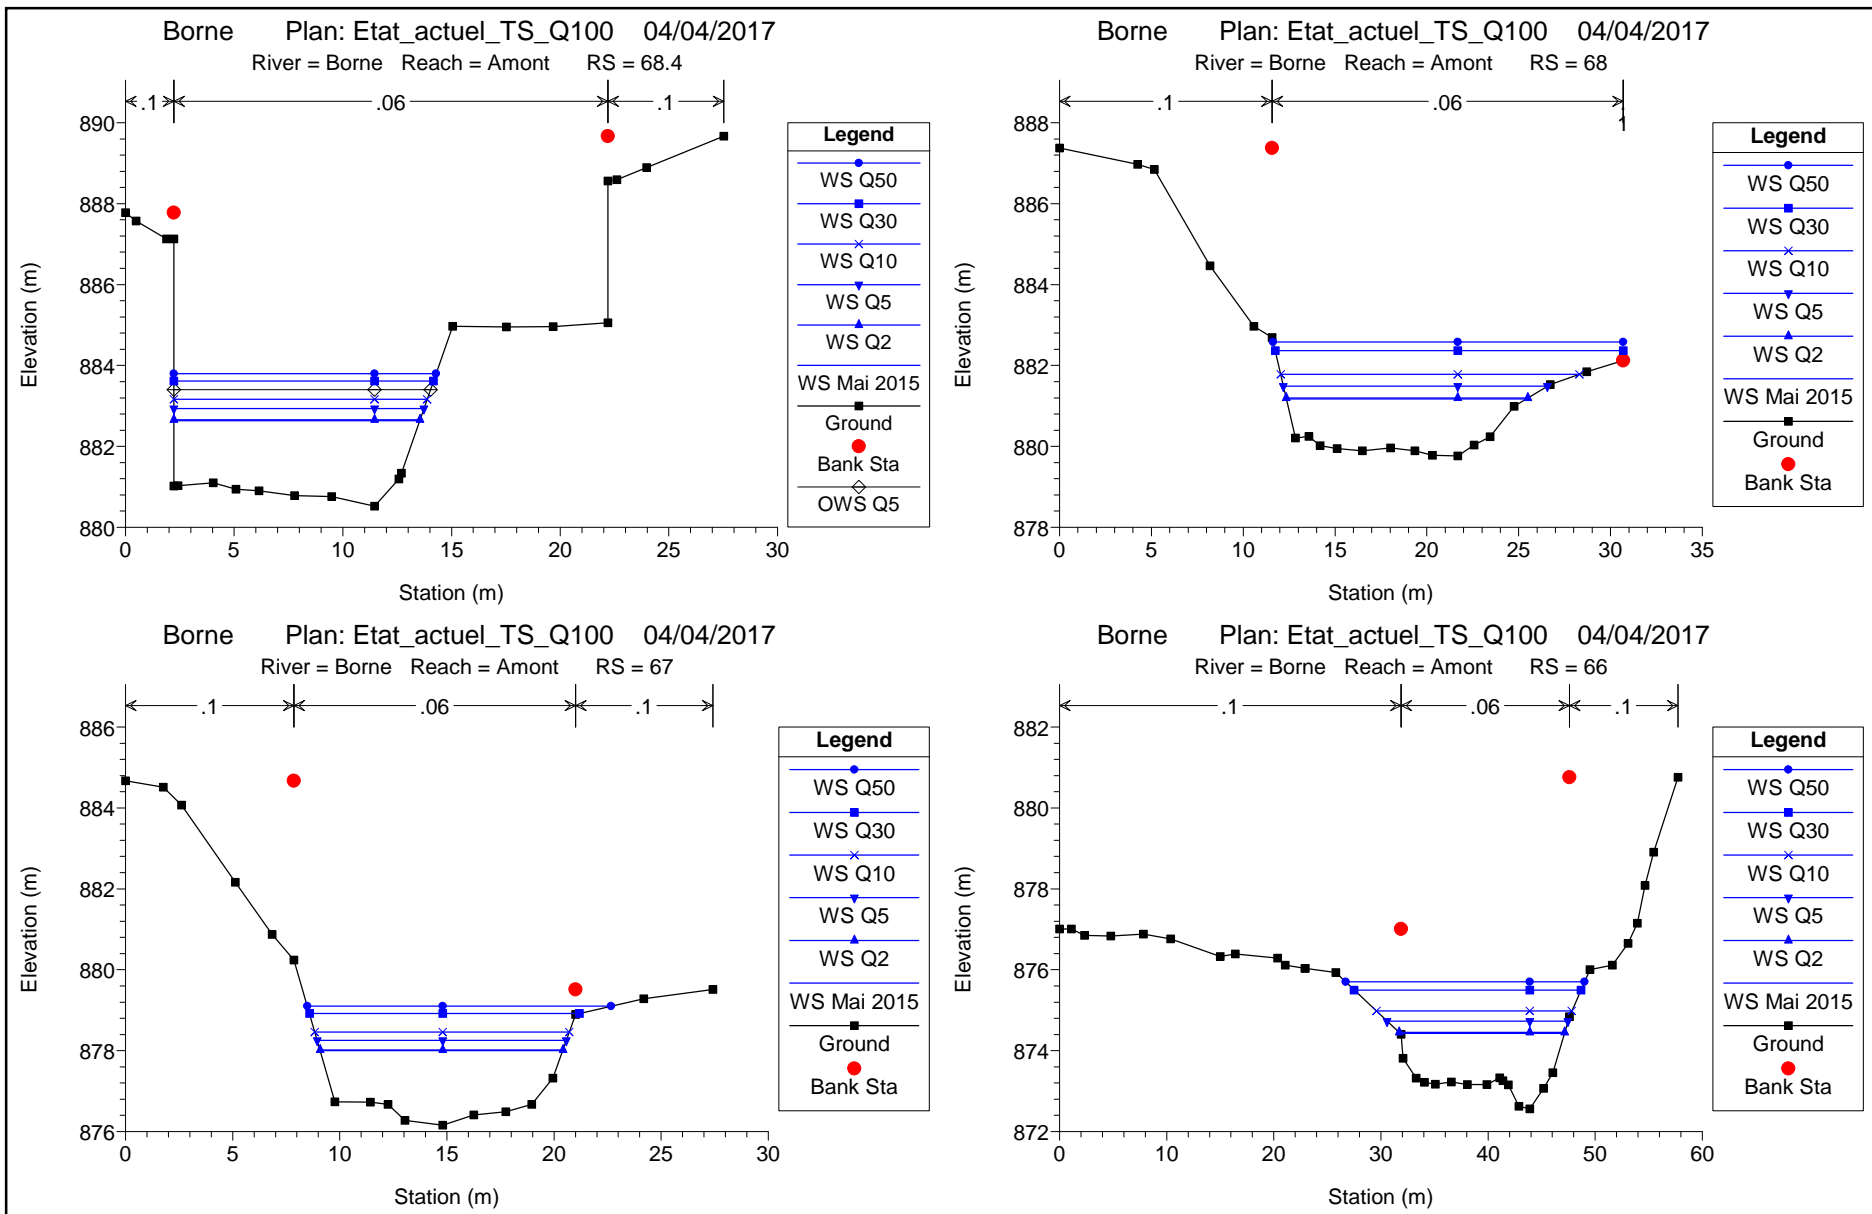 Borne Plan: Etat_actuel_TS_Q100 04/04/2017
River = Borne Reach = Amont RS = 68.4
.1 .06 .1
890
888
886
884
882
880
Elevation (m)
0 5 10 15 20 25 30
Station (m)
Legend
WS Q50
WS Q30
WS Q10
WS Q5
WS Q2
WS Mai 2015
Ground
Bank Sta
OWS Q5
Borne Plan: Etat_actuel_TS_Q100 04/04/2017
River = Borne Reach = Amont RS = 68
.1 .06 .1
888
886
884
882
880
878
Elevation (m)
0 5 10 15 20 25 30 35
Station (m)
Legend
WS Q50
WS Q30
WS Q10
WS Q5
WS Q2
WS Mai 2015
Ground
Bank Sta
Borne Plan: Etat_actuel_TS_Q100 04/04/2017
River = Borne Reach = Amont RS = 67
.1 .06 .1
886
884
882
880
878
876
Elevation (m)
0 5 10 15 20 25 30
Station (m)
Legend
WS Q50
WS Q30
WS Q10
WS Q5
WS Q2
WS Mai 2015
Ground
Bank Sta
Borne Plan: Etat_actuel_TS_Q100 04/04/2017
River = Borne Reach = Amont RS = 66
.1 .06 .1
882
880
878
876
874
872
Elevation (m)
0 10 20 30 40 50 60
Station (m)
Legend
WS Q50
WS Q30
WS Q10
WS Q5
WS Q2
WS Mai 2015
Ground
Bank Sta